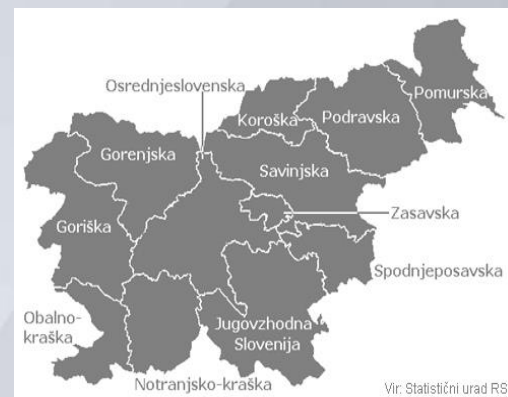 Osrednjeslovenska
Pomurska
Koroška
Podravska
Gorenjska
Savinjska
Zasavska
Goriška
Spodnjeposavska
Obalno-
kraška
Jugovzhodna
Slovenija
Notranjsko-kraška
Vir: Statistični urad RS